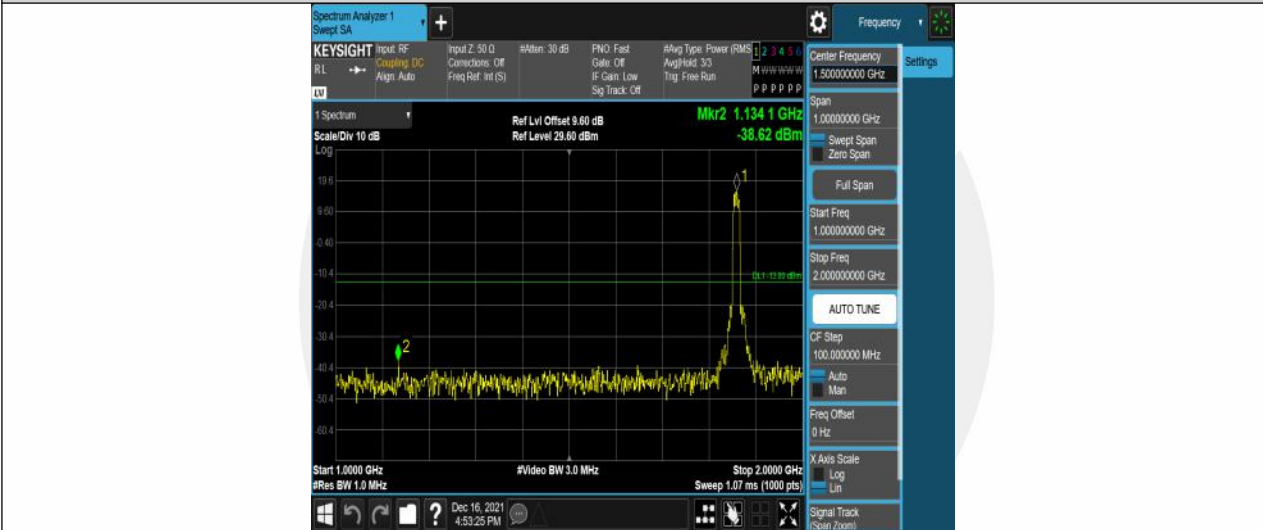 Spectrum Analyzer 1
Swept SA
+
Frequency
KEYSIGHT
Input: RF
Coupling: DC
Align: Auto
Input Z: 50 Ω
Corrections: Off
Freq Ref: Int (S)
#Atten: 30 dB
PNO: Fast
Gate: Off
IF Gain: Low
Sig Track: Off
#Avg Type: Power (RMS
Avg|Hold: 3/3
Trig: Free Run
1 2 3 4 5 6
M W W W W W
P P P P P P
RL
LV
1 Spectrum
Scale/Div 10 dB
Log
Ref Lvl Offset 9.60 dB
Ref Level 29.60 dBm
Mkr2 1.134 1 GHz
-38.62 dBm
19.6
9.60
-0.40
-10.4
-20.4
-30.4
-40.4
-50.4
-60.4
1
2
DL1 -13.00 dBm
Start 1.0000 GHz
#Res BW 1.0 MHz
#Video BW 3.0 MHz
Stop 2.0000 GHz
Sweep 1.07 ms (1000 pts)
?
Dec 16, 2021
4:53:25 PM
Center Frequency
1.500000000 GHz
Settings
Span
1.00000000 GHz
Swept Span
Zero Span
Full Span
Start Freq
1.000000000 GHz
Stop Freq
2.000000000 GHz
AUTO TUNE
CF Step
100.000000 MHz
Auto
Man
Freq Offset
0 Hz
X Axis Scale
Log
Lin
Signal Track
(Span Zoom)